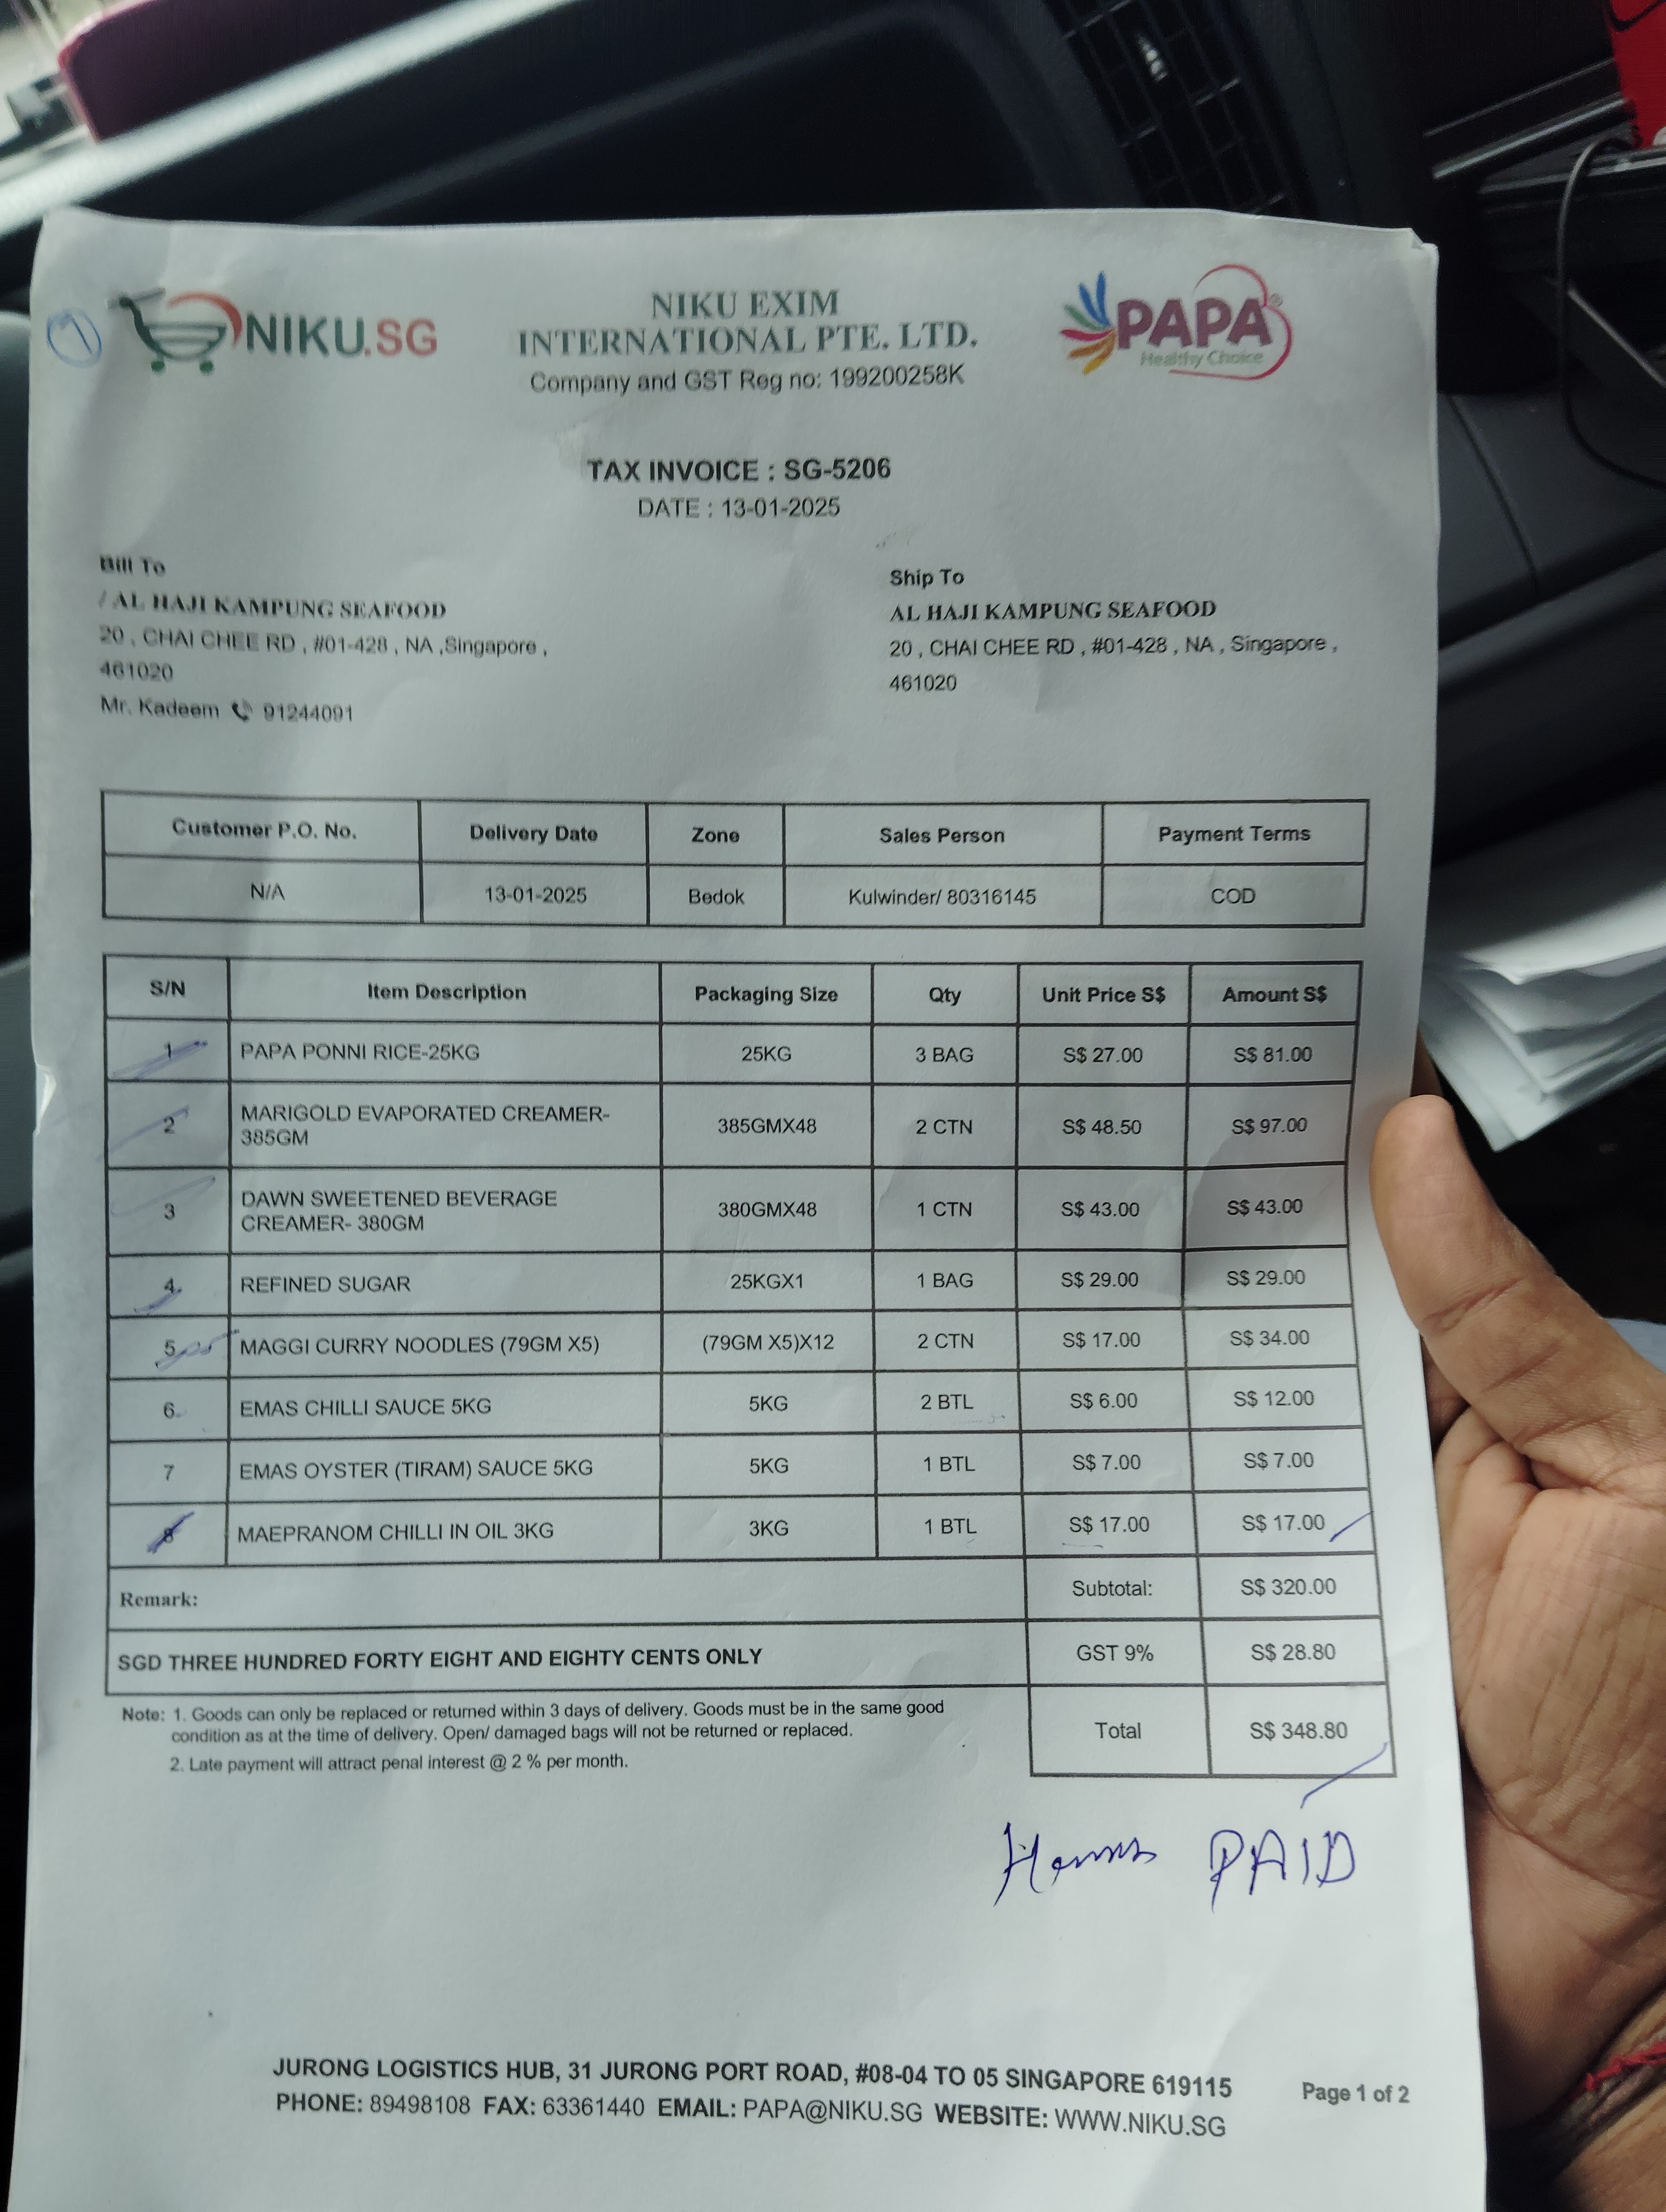 1
NIKU.SG
NIKU EXIM
INTERNATIONAL PTE. LTD.
Company and GST Reg no: 199200258K
PAPA®
Healthy Choice
TAX INVOICE : SG-5206
DATE : 13-01-2025
Bill To
/ AL HAJI KAMPUNG SEAFOOD
20 , CHAI CHEE RD , #01-428 , NA ,Singapore ,
461020
Mr. Kadeem 91244091
Ship To
AL HAJI KAMPUNG SEAFOOD
20 , CHAI CHEE RD , #01-428 , NA , Singapore ,
461020
Customer P.O. No. Delivery Date Zone Sales Person Payment Terms
N/A 13-01-2025 Bedok Kulwinder/ 80316145 COD
S/N Item Description Packaging Size Qty Unit Price S$ Amount S$
1 PAPA PONNI RICE-25KG 25KG 3 BAG S$ 27.00 S$ 81.00
2 MARIGOLD EVAPORATED CREAMER-
385GM 385GMX48 2 CTN S$ 48.50 S$ 97.00
3 DAWN SWEETENED BEVERAGE
CREAMER- 380GM 380GMX48 1 CTN S$ 43.00 S$ 43.00
4 REFINED SUGAR 25KGX1 1 BAG S$ 29.00 S$ 29.00
5 MAGGI CURRY NOODLES (79GM X5) (79GM X5)X12 2 CTN S$ 17.00 S$ 34.00
6 EMAS CHILLI SAUCE 5KG 5KG 2 BTL S$ 6.00 S$ 12.00
7 EMAS OYSTER (TIRAM) SAUCE 5KG 5KG 1 BTL S$ 7.00 S$ 7.00
8 MAEPRANOM CHILLI IN OIL 3KG 3KG 1 BTL S$ 17.00 S$ 17.00
Remark: Subtotal: S$ 320.00
SGD THREE HUNDRED FORTY EIGHT AND EIGHTY CENTS ONLY GST 9% S$ 28.80
Total S$ 348.80
Note: 1. Goods can only be replaced or returned within 3 days of delivery. Goods must be in the same good
condition as at the time of delivery. Open/ damaged bags will not be returned or replaced.
2. Late payment will attract penal interest @ 2 % per month.
PAID
JURONG LOGISTICS HUB, 31 JURONG PORT ROAD, #08-04 TO 05 SINGAPORE 619115
PHONE: 89498108 FAX: 63361440 EMAIL: PAPA@NIKU.SG WEBSITE: WWW.NIKU.SG
Page 1 of 2